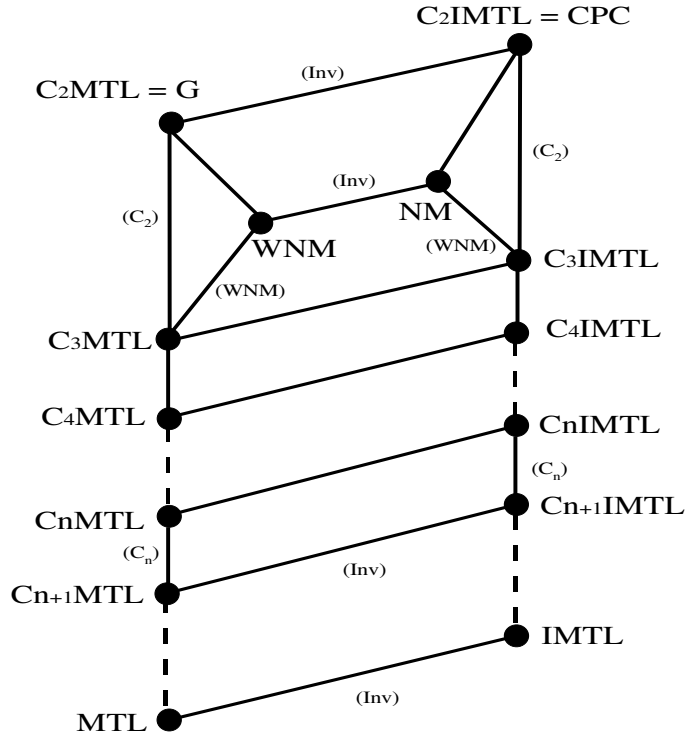 C₂IMTL = CPC
(Inv)
C₂MTL = G
(C₂)
(Inv)
NM
(C₂)
WNM
(WNM)
C₃IMTL
(WNM)
C₃MTL
C₄IMTL
C₄MTL
CnIMTL
(Cₙ)
Cn+1IMTL
CnMTL
(Cₙ)
(Inv)
Cn+1MTL
IMTL
(Inv)
MTL